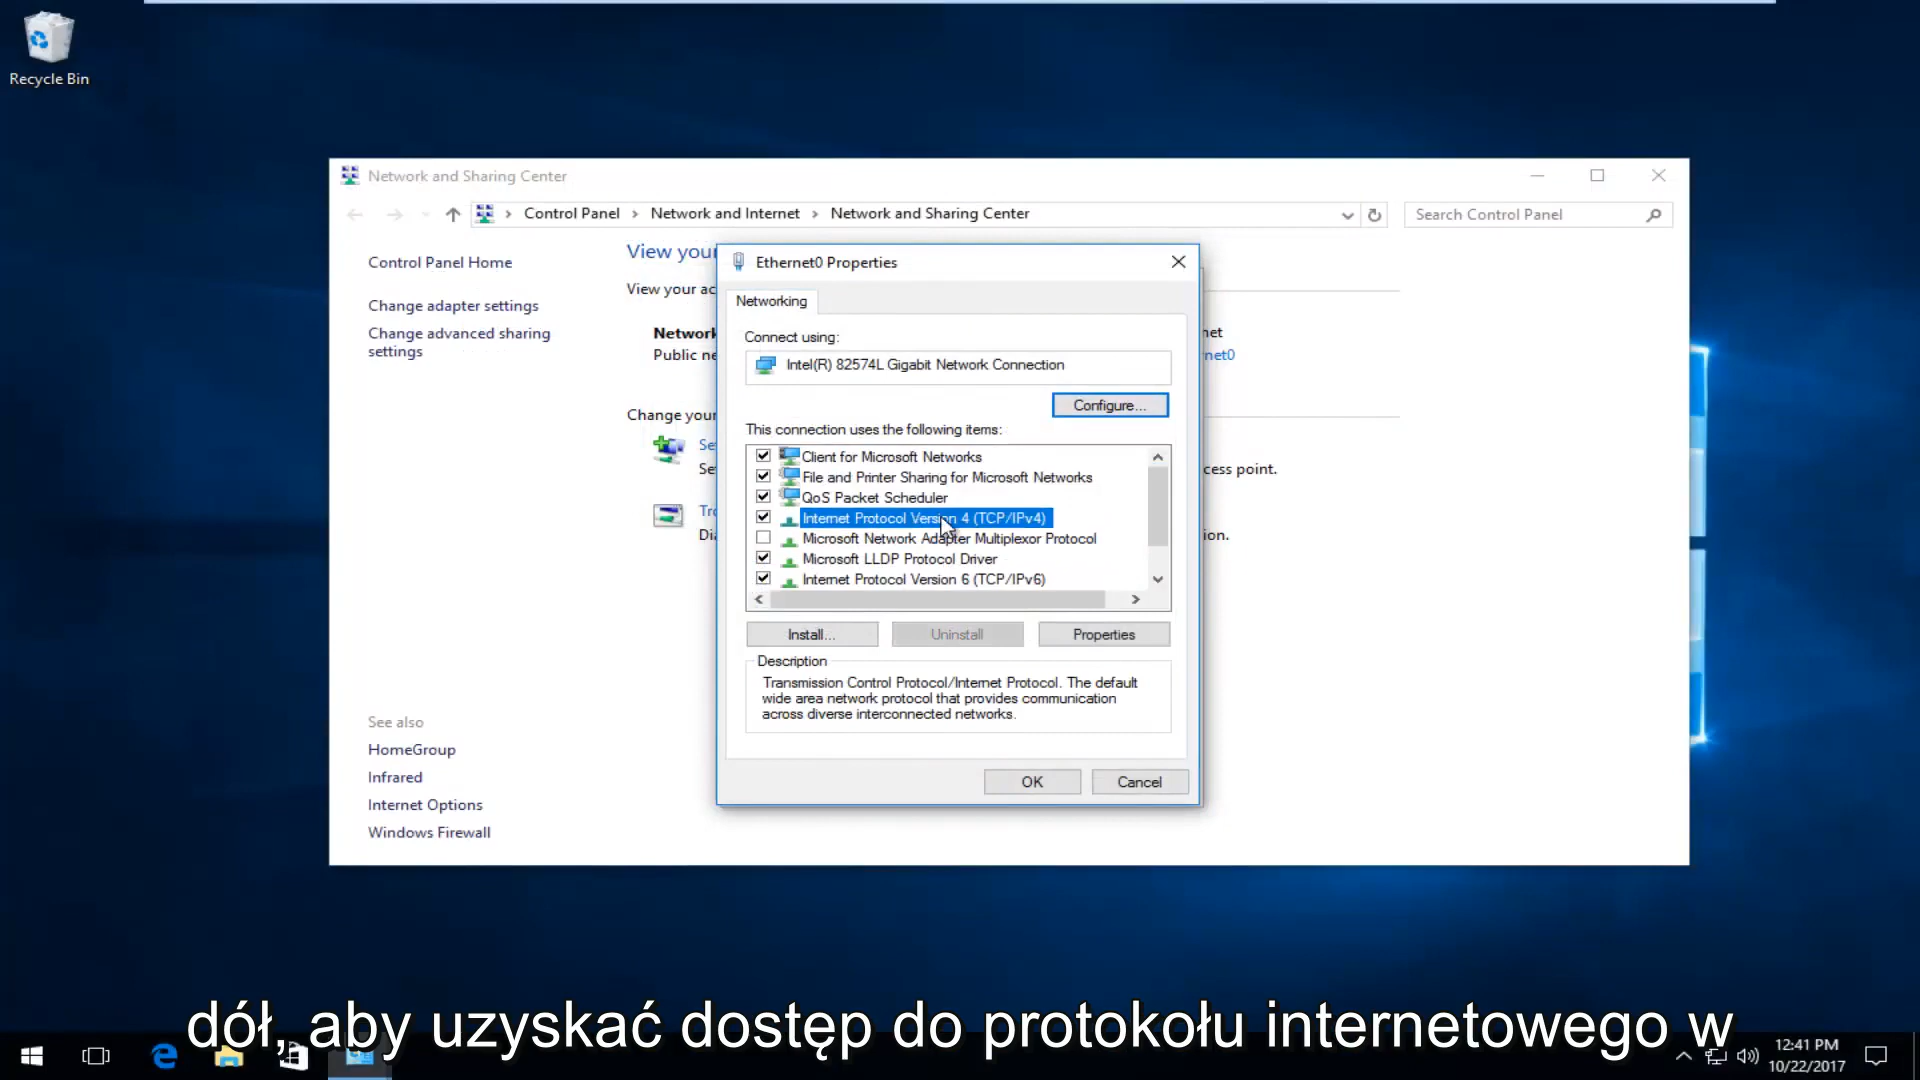 Recycle Bin
Network and Sharing Center
Control Panel
Network and Internet
Network and Sharing Center
Search Control Panel
Control Panel Home
Change adapter settings
Change advanced sharing
settings
See also
HomeGroup
Infrared
Internet Options
Windows Firewall
View your
View your ac
Network
Public ne
net
net0
Change your
Se
Se
cess point.
Tro
Dia
ion.
Ethernet0 Properties
Networking
Connect using:
Intel(R) 82574L Gigabit Network Connection
Configure...
This connection uses the following items:
Client for Microsoft Networks
File and Printer Sharing for Microsoft Networks
QoS Packet Scheduler
Internet Protocol Version 4 (TCP/IPv4)
Microsoft Network Adapter Multiplexor Protocol
Microsoft LLDP Protocol Driver
Internet Protocol Version 6 (TCP/IPv6)
Install...
Uninstall
Properties
Description
Transmission Control Protocol/Internet Protocol. The default
wide area network protocol that provides communication
across diverse interconnected networks.
OK
Cancel
dół, aby uzyskać dostęp do protokołu internetowego w
12:41 PM
10/22/2017